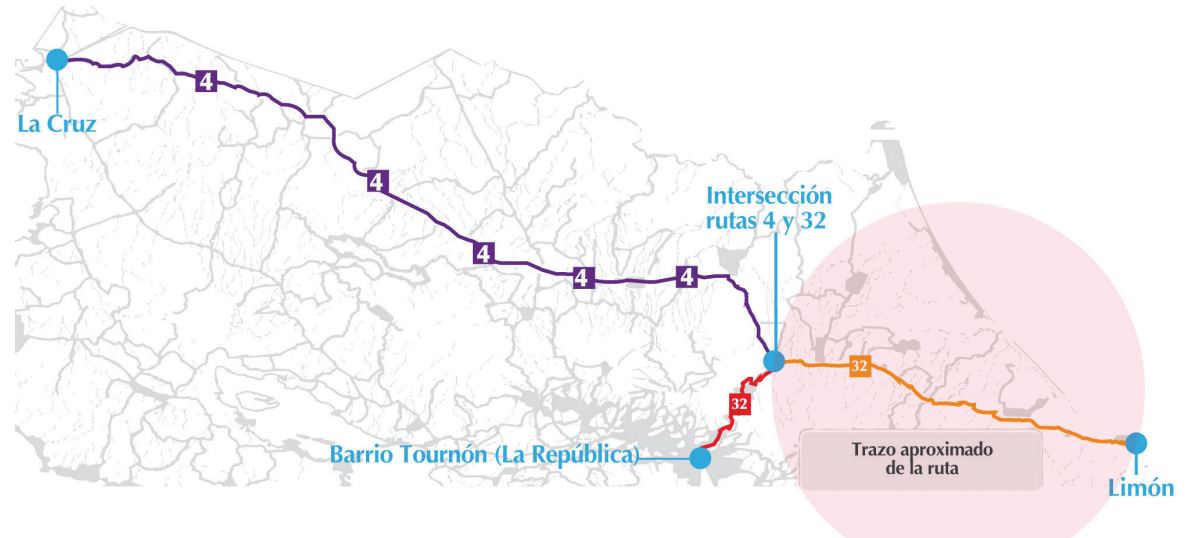 4
La Cruz
4
Intersección
rutas 4 y 32
4
4
4
32
32
Barrio Tournón (La República)
Trazo aproximado
de la ruta
Limón